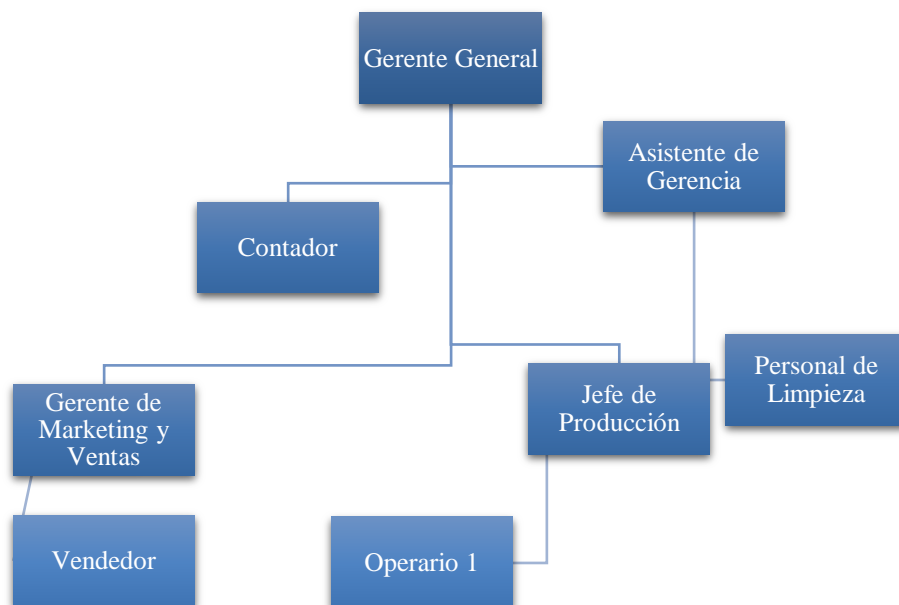 Gerente General
Asistente de
Gerencia
Contador
Personal de
Limpieza
Gerente de
Marketing y
Ventas
Jefe de
Producción
Vendedor
Operario 1